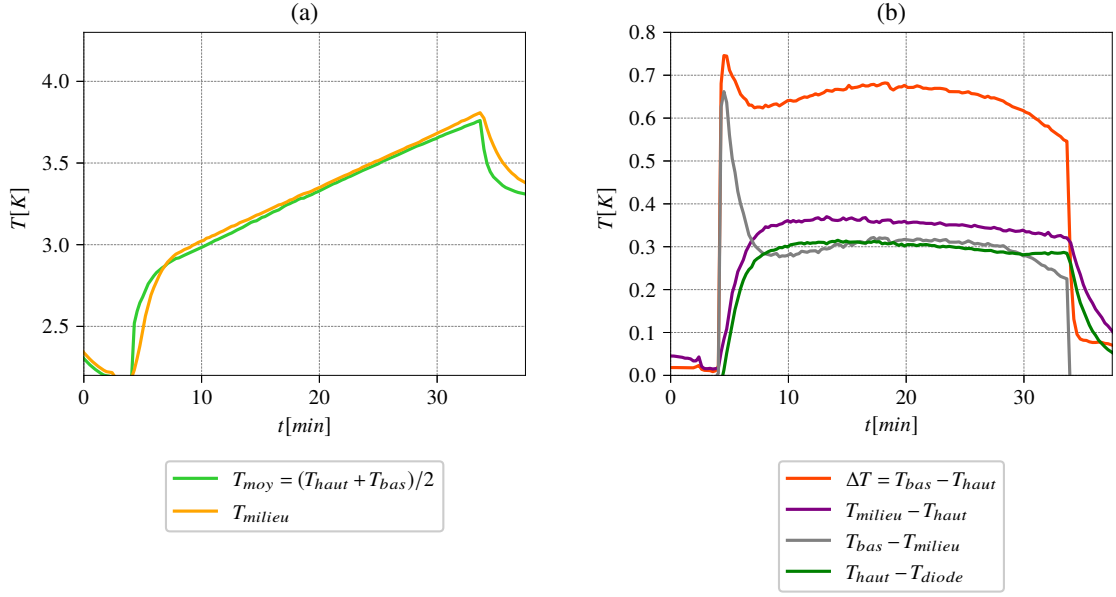 (a)
4.0
3.5
3.0
2.5
T[K]
0 10 20 30
t[min]
T_moy = (T_haut + T_bas)/2
T_milieu
(b)
0.8
0.7
0.6
0.5
0.4
0.3
0.2
0.1
0.0
T[K]
0 10 20 30
t[min]
ΔT = T_bas − T_haut
T_milieu − T_haut
T_bas − T_milieu
T_haut − T_diode